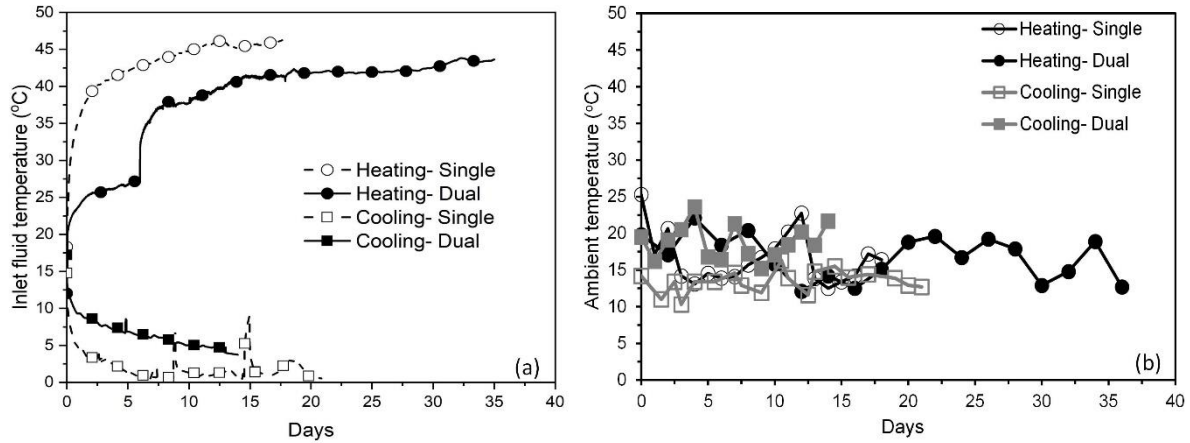 50
45
40
35
30
25
20
15
10
5
0
Inlet fluid temperature (°C)
Heating- Single
Heating- Dual
Cooling- Single
Cooling- Dual
(a)
0 5 10 15 20 25 30 35 40
Days
50
45
40
35
30
25
20
15
10
5
0
Ambient temperature (°C)
Heating- Single
Heating- Dual
Cooling- Single
Cooling- Dual
(b)
0 5 10 15 20 25 30 35 40
Days